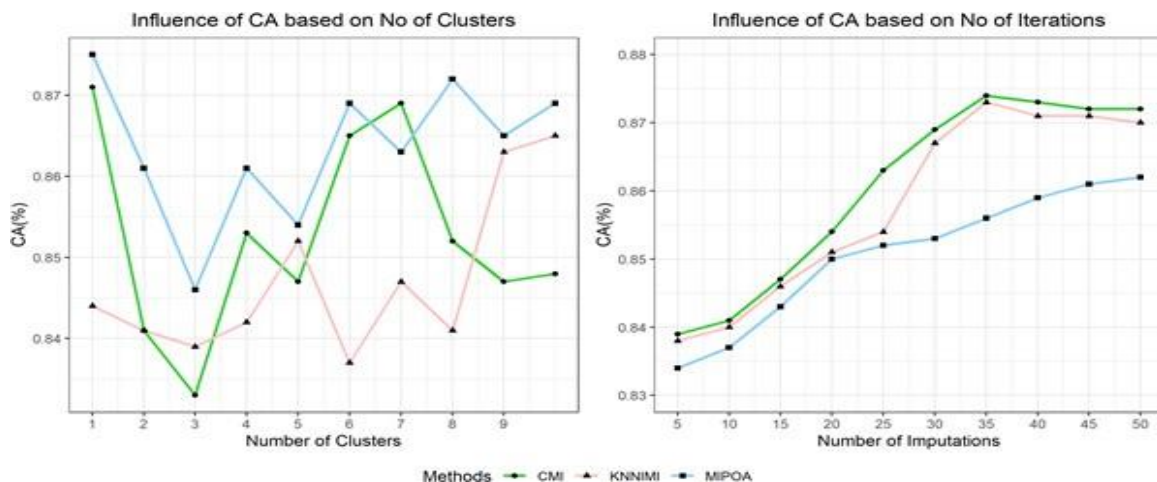 Influence of CA based on No of Clusters
CA(%)
0.87
0.86
0.85
0.84
1 2 3 4 5 6 7 8 9
Number of Clusters
Influence of CA based on No of Iterations
CA(%)
0.88
0.87
0.86
0.85
0.84
0.83
5 10 15 20 25 30 35 40 45 50
Number of Imputations
Methods CMI KNNIMI MIPOA